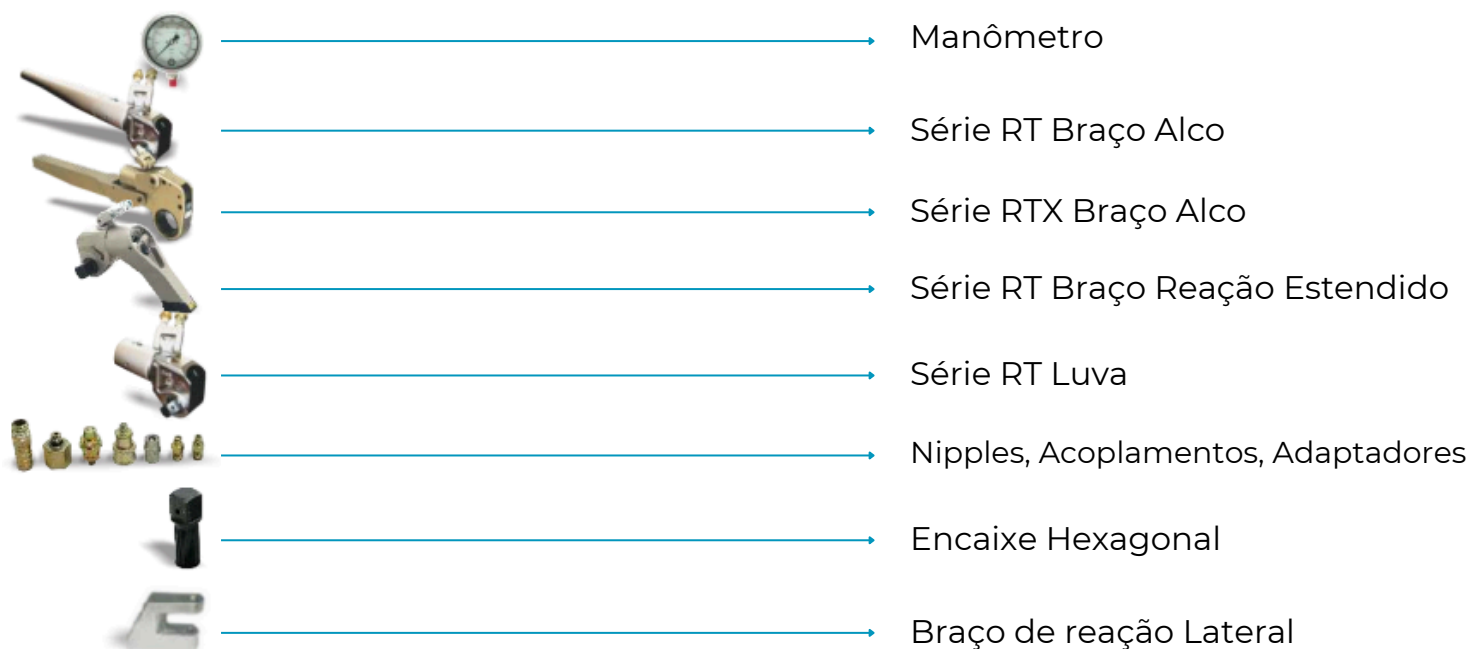 Manômetro
Série RT Braço Alco
Série RTX Braço Alco
Série RT Braço Reação Estendido
Série RT Luva
Nipples, Acoplamentos, Adaptadores
Encaixe Hexagonal
Braço de reação Lateral